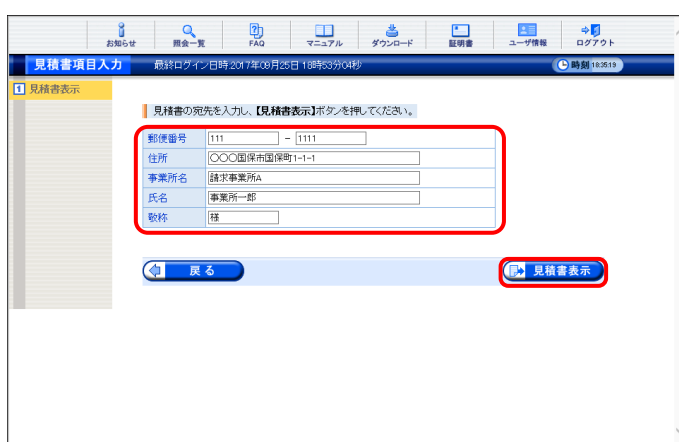 お知らせ 照会一覧 FAQ マニュアル ダウンロード 証明書 ユーザ情報 ログアウト
見積書項目入力 最終ログイン日時:2017年09月25日 18時53分04秒 時刻 18:35:19
1 見積書表示
見積書の宛先を入力し、【見積書表示】ボタンを押してください。
郵便番号 111 - 1111
住所 〇〇〇国保市国保町1-1-1
事業所名 請求事業所A
氏名 事業所一郎
敬称 様
戻る 見積書表示